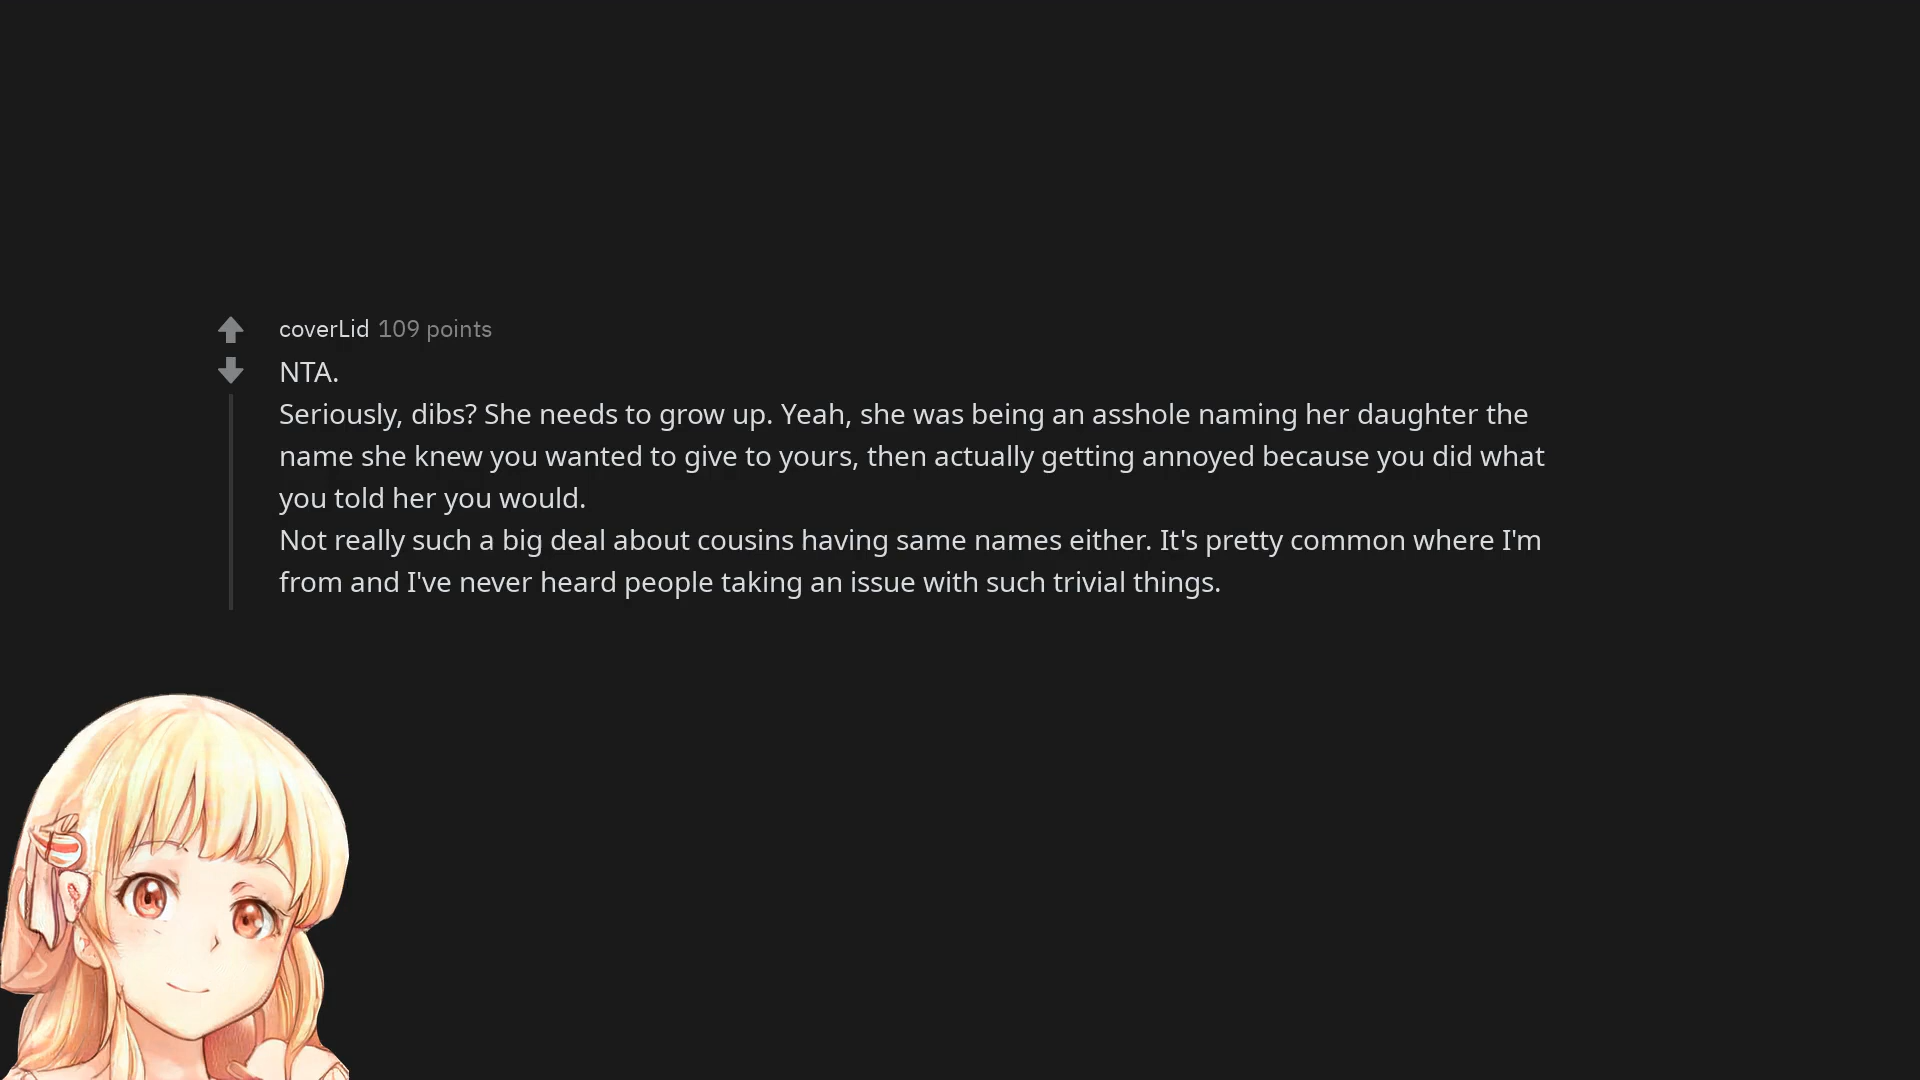 coverLid 109 points
NTA.
Seriously, dibs? She needs to grow up. Yeah, she was being an asshole naming her daughter the
name she knew you wanted to give to yours, then actually getting annoyed because you did what
you told her you would.
Not really such a big deal about cousins having same names either. It's pretty common where I'm
from and I've never heard people taking an issue with such trivial things.